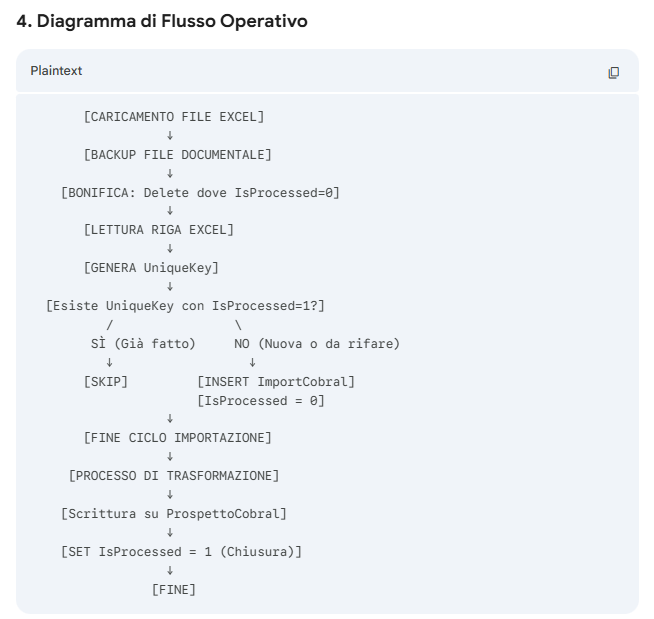 4. Diagramma di Flusso Operativo
Plaintext
[CARICAMENTO FILE EXCEL]
↓
[BACKUP FILE DOCUMENTALE]
↓
[BONIFICA: Delete dove IsProcessed=0]
↓
[LETTURA RIGA EXCEL]
↓
[GENERA UniqueKey]
↓
[Esiste UniqueKey con IsProcessed=1?]
/ \
SÌ (Già fatto) NO (Nuova o da rifare)
↓ ↓
[SKIP] [INSERT ImportCobral]
[IsProcessed = 0]
↓
[FINE CICLO IMPORTAZIONE]
↓
[PROCESSO DI TRASFORMAZIONE]
↓
[Scrittura su ProspettoCobral]
↓
[SET IsProcessed = 1 (Chiusura)]
↓
[FINE]